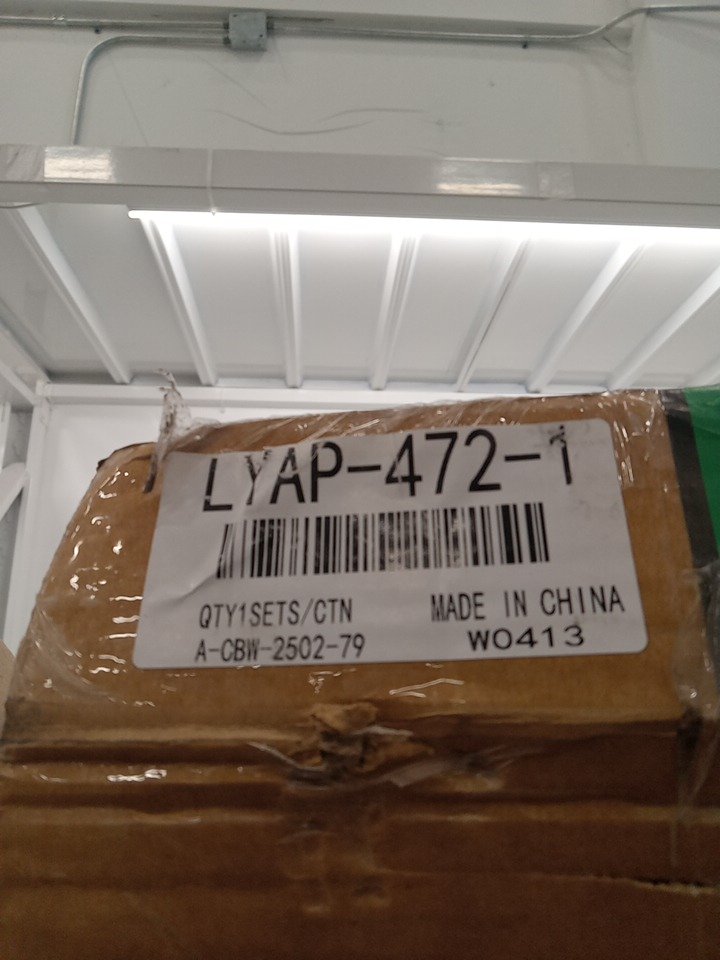 LYAP-472-1
QTY1SETS/CTN
MADE IN CHINA
A-CBW-2502-79
W0413